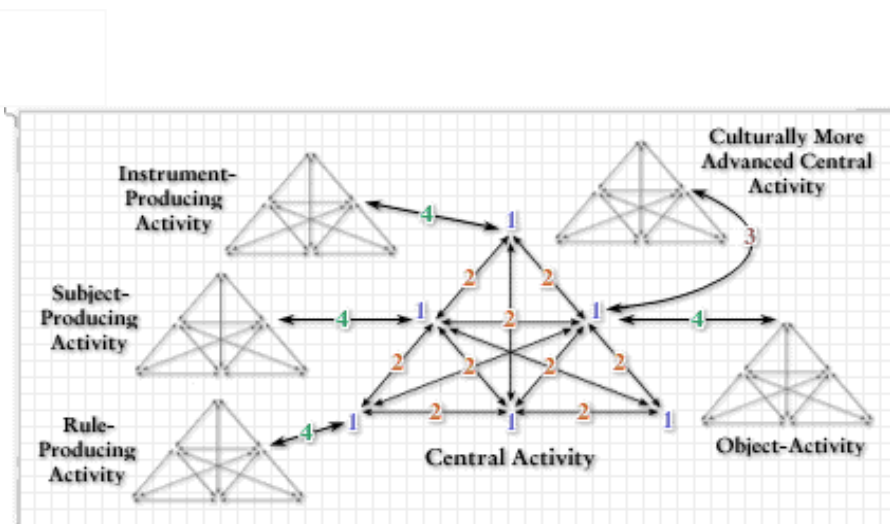 Culturally More
Advanced Central
Activity
Instrument-
Producing
Activity
4
1
3
2
2
Subject-
Producing
Activity
4
1
2
1
4
2
2
2
2
Rule-
Producing
Activity
4
1
2
1
2
1
Central Activity
Object-Activity